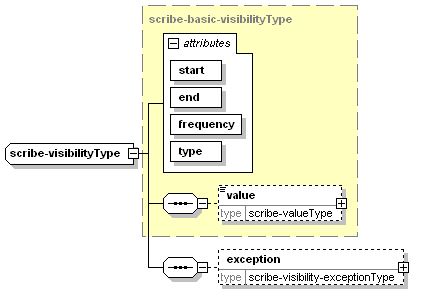 scribe-basic-visibilityType
attributes
start
end
frequency
type
scribe-visibilityType
value
type scribe-valueType
exception
type scribe-visibility-exceptionType